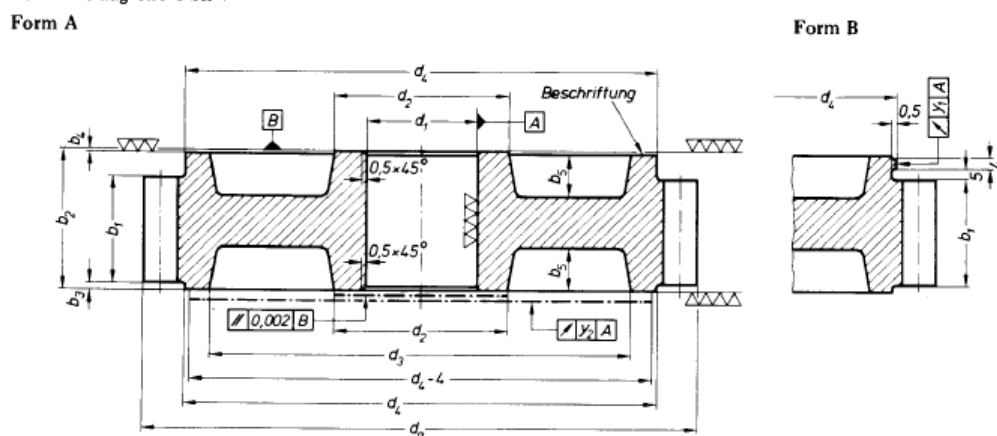 Form A
Form B
d₄
d₂
d₁
Beschriftung
B
A
b₄
b₂
b₁
b₃
0,5×45°
0,5×45°
b₅
b₅
// 0,002 B
d₂
↗ y₂ A
d₃
d₄-4
d₄
d₄
0,5
↗ y₁ A
5
b₁